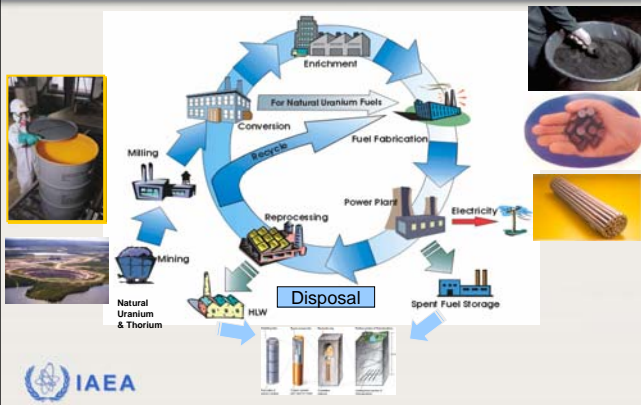 Enrichment
For Natural Uranium Fuels
Conversion
Fuel Fabrication
Recycle
Milling
Power Plant
Electricity
Reprocessing
Mining
Natural
Uranium
& Thorium
HLW
Disposal
Spent Fuel Storage
IAEA